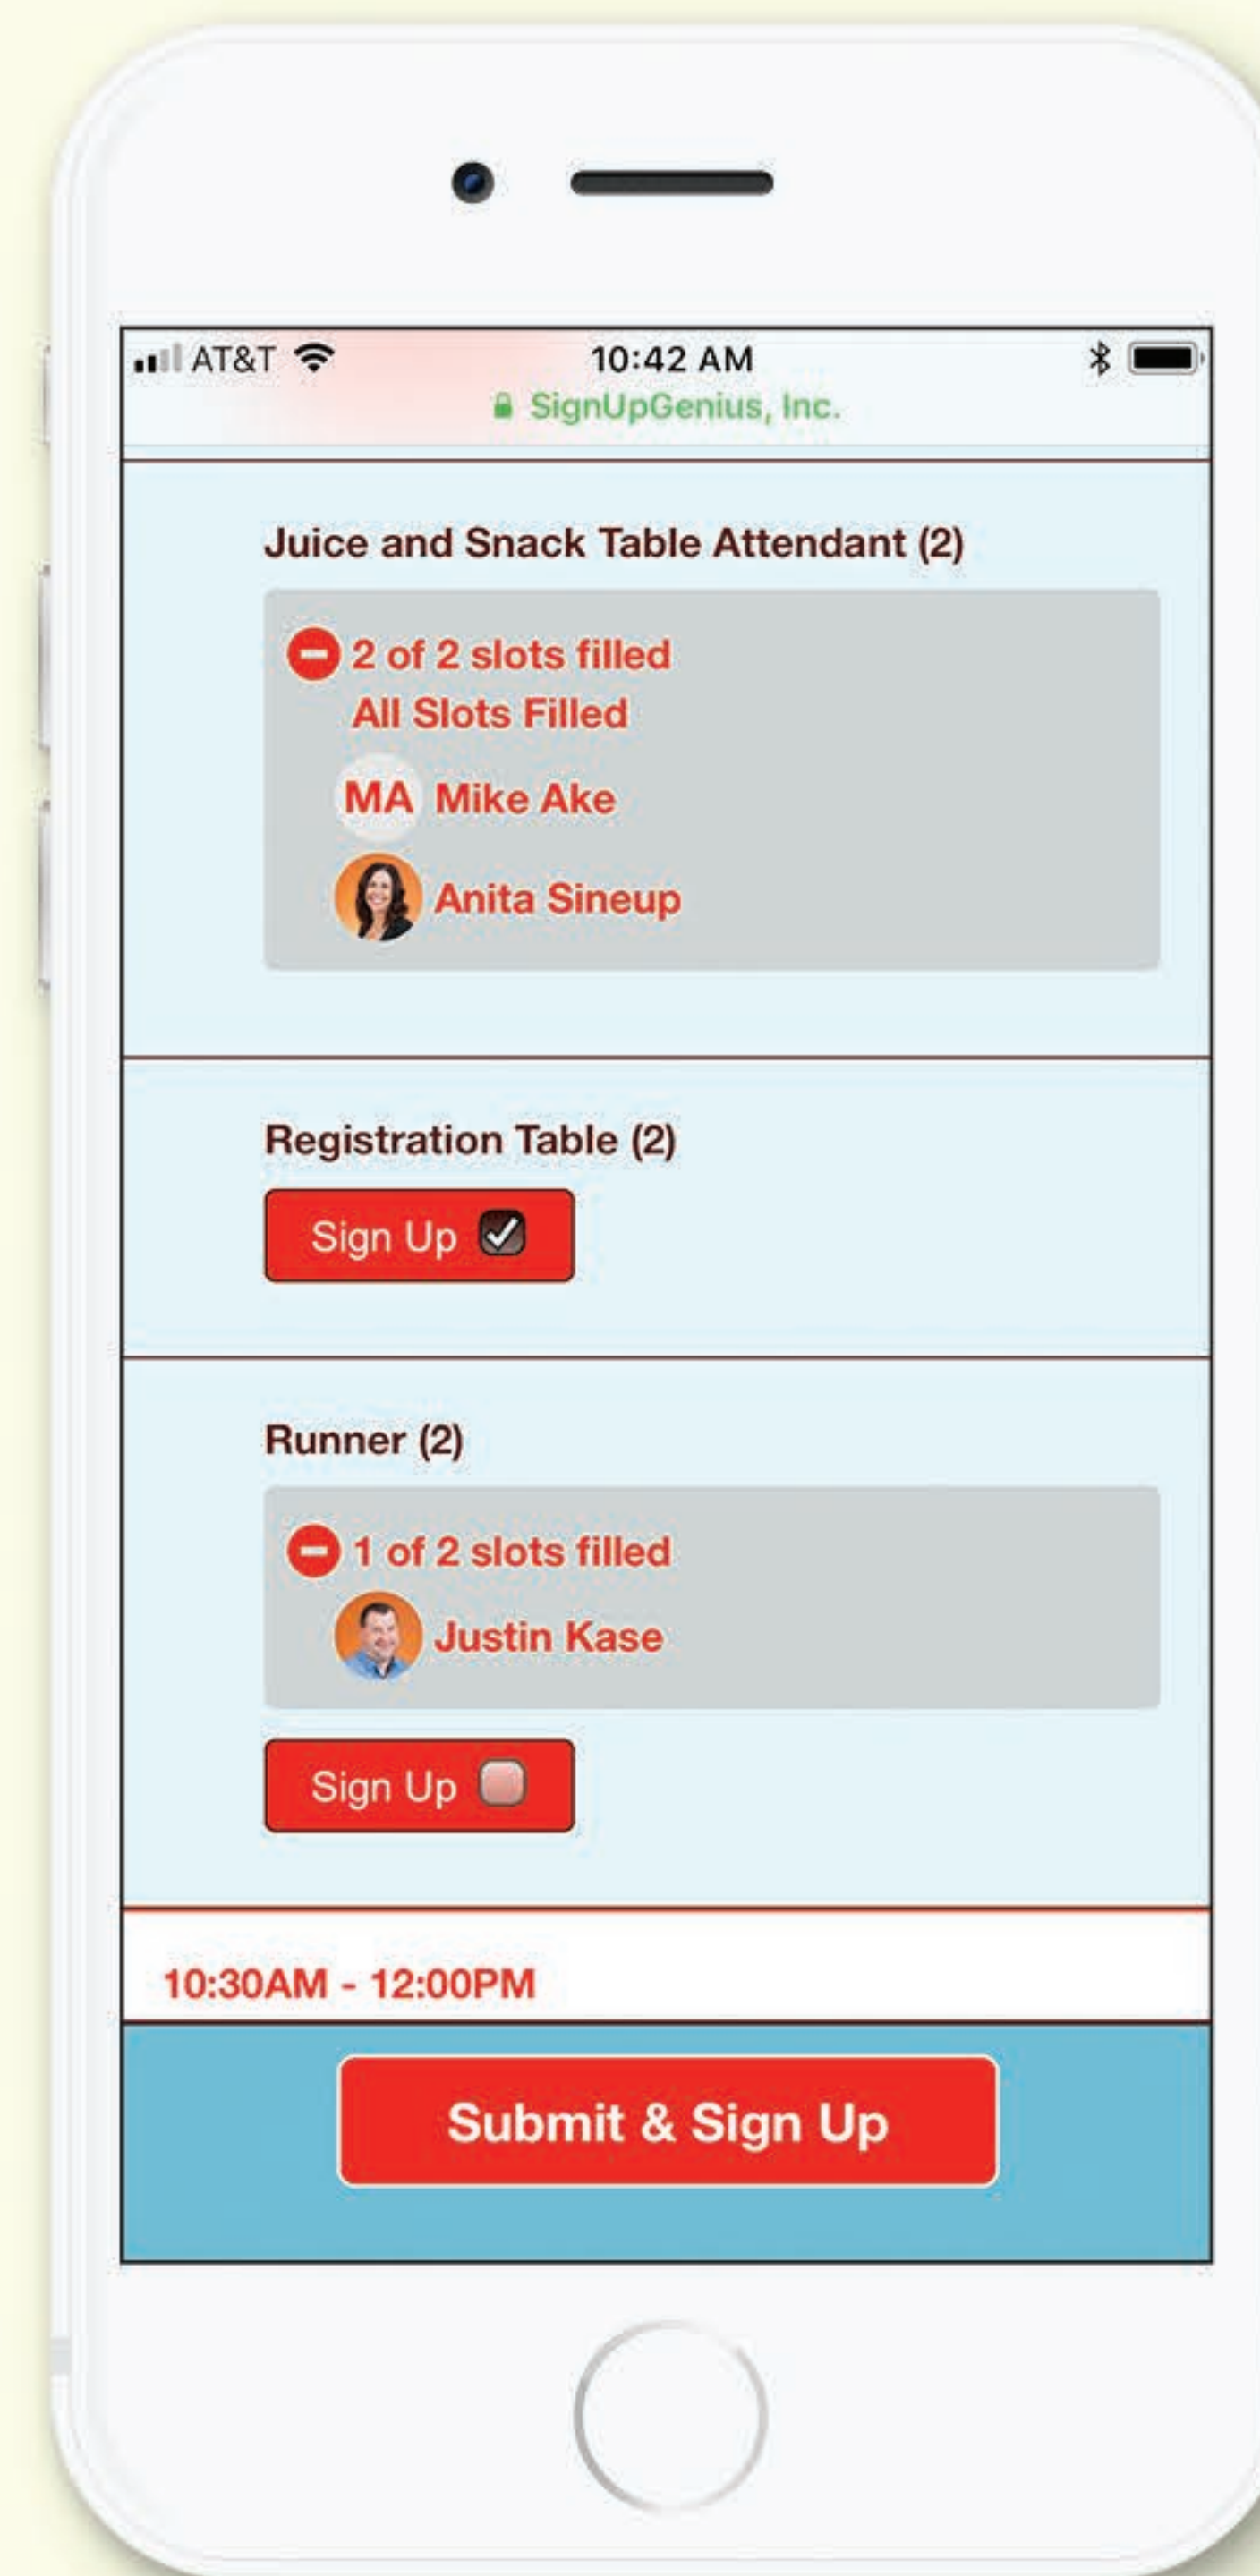 AT&T 10:42 AM
SignUpGenius, Inc.
Juice and Snack Table Attendant (2)
2 of 2 slots filled
All Slots Filled
MA Mike Ake
Anita Sineup
Registration Table (2)
Sign Up
Runner (2)
1 of 2 slots filled
Justin Kase
Sign Up
10:30AM - 12:00PM
Submit & Sign Up